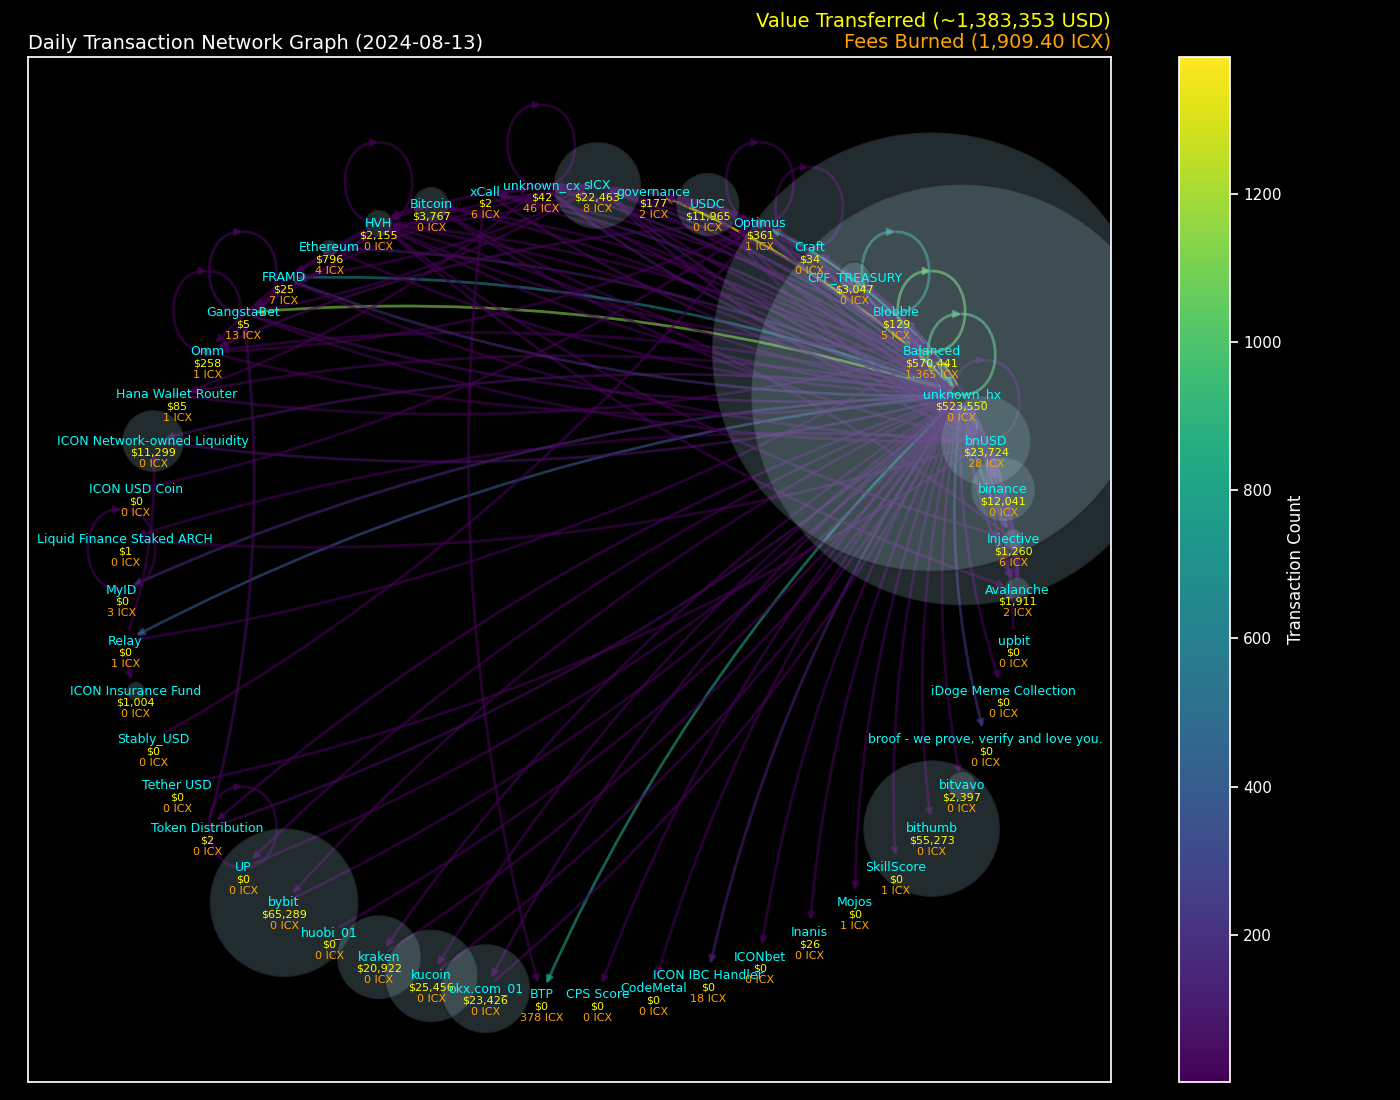 Value Transferred (~1,383,353 USD)
Daily Transaction Network Graph (2024-08-13)
Fees Burned (1,909.40 ICX)
unknown_cx
$42
46 ICX
sICX
$22,463
8 ICX
xCall
$2
6 ICX
governance
$177
2 ICX
Bitcoin
$3,767
0 ICX
USDC
$11,965
0 ICX
HVH
$2,155
0 ICX
Optimus
$361
1 ICX
Ethereum
$796
4 ICX
Craft
$34
0 ICX
FRAMD
$25
7 ICX
CPF_TREASURY
$3,047
0 ICX
GangstaBet
$5
13 ICX
Blobble
$129
5 ICX
Omm
$258
1 ICX
Balanced
$570,441
1,365 ICX
Hana Wallet Router
$85
1 ICX
unknown_hx
$523,550
0 ICX
ICON Network-owned Liquidity
$11,299
0 ICX
bnUSD
$23,724
28 ICX
ICON USD Coin
$0
0 ICX
binance
$12,041
0 ICX
Liquid Finance Staked ARCH
$1
0 ICX
Injective
$1,260
6 ICX
MyID
$0
3 ICX
Avalanche
$1,911
2 ICX
Relay
$0
1 ICX
upbit
$0
0 ICX
ICON Insurance Fund
$1,004
0 ICX
iDoge Meme Collection
$0
0 ICX
Stably_USD
$0
0 ICX
broof - we prove, verify and love you.
$0
0 ICX
Tether USD
$0
0 ICX
bitvavo
$2,397
0 ICX
Token Distribution
$2
0 ICX
bithumb
$55,273
0 ICX
UP
$0
0 ICX
SkillScore
$0
1 ICX
bybit
$65,289
0 ICX
Mojos
$0
1 ICX
huobi_01
$0
0 ICX
Inanis
$26
0 ICX
kraken
$20,922
0 ICX
ICONbet
$0
0 ICX
kucoin
$25,456
0 ICX
ICON IBC Handler
$0
18 ICX
okx.com_01
$23,426
0 ICX
CodeMetal
$0
0 ICX
BTP
$0
378 ICX
CPS Score
$0
0 ICX
1200
1000
800
600
400
200
Transaction Count